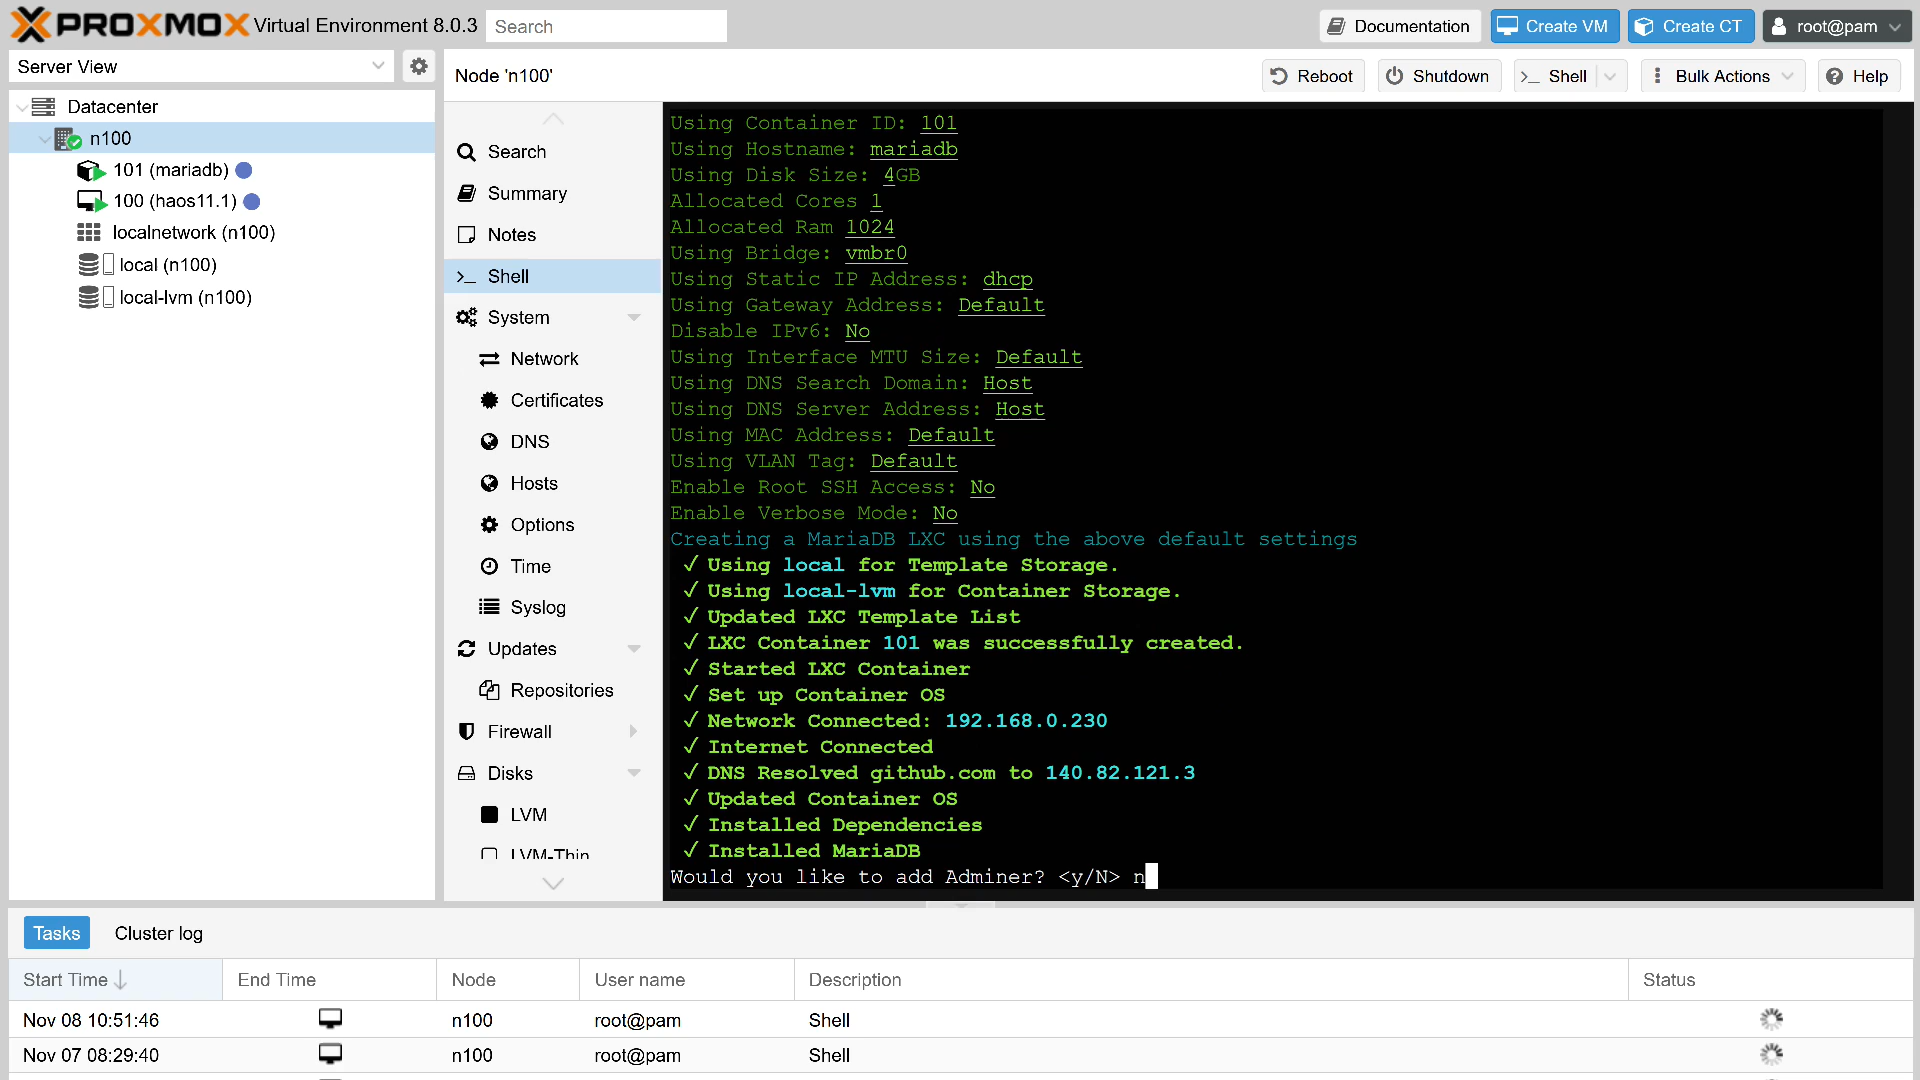 PROXMOX Virtual Environment 8.0.3 Search Documentation Create VM Create CT root@pam
Server View
Datacenter
n100
101 (mariadb)
100 (haos11.1)
localnetwork (n100)
local (n100)
local-lvm (n100)
Node 'n100' Reboot Shutdown >_ Shell Bulk Actions Help
Search
Summary
Notes
>_ Shell
System
Network
Certificates
DNS
Hosts
Options
Time
Syslog
Updates
Repositories
Firewall
Disks
LVM
LVM-Thin
Using Container ID: 101
Using Hostname: mariadb
Using Disk Size: 4GB
Allocated Cores 1
Allocated Ram 1024
Using Bridge: vmbr0
Using Static IP Address: dhcp
Using Gateway Address: Default
Disable IPv6: No
Using Interface MTU Size: Default
Using DNS Search Domain: Host
Using DNS Server Address: Host
Using MAC Address: Default
Using VLAN Tag: Default
Enable Root SSH Access: No
Enable Verbose Mode: No
Creating a MariaDB LXC using the above default settings
✓ Using local for Template Storage.
✓ Using local-lvm for Container Storage.
✓ Updated LXC Template List
✓ LXC Container 101 was successfully created.
✓ Started LXC Container
✓ Set up Container OS
✓ Network Connected: 192.168.0.230
✓ Internet Connected
✓ DNS Resolved github.com to 140.82.121.3
✓ Updated Container OS
✓ Installed Dependencies
✓ Installed MariaDB
Would you like to add Adminer? <y/N> n
Tasks Cluster log
Start Time End Time Node User name Description Status
Nov 08 10:51:46 n100 root@pam Shell
Nov 07 08:29:40 n100 root@pam Shell